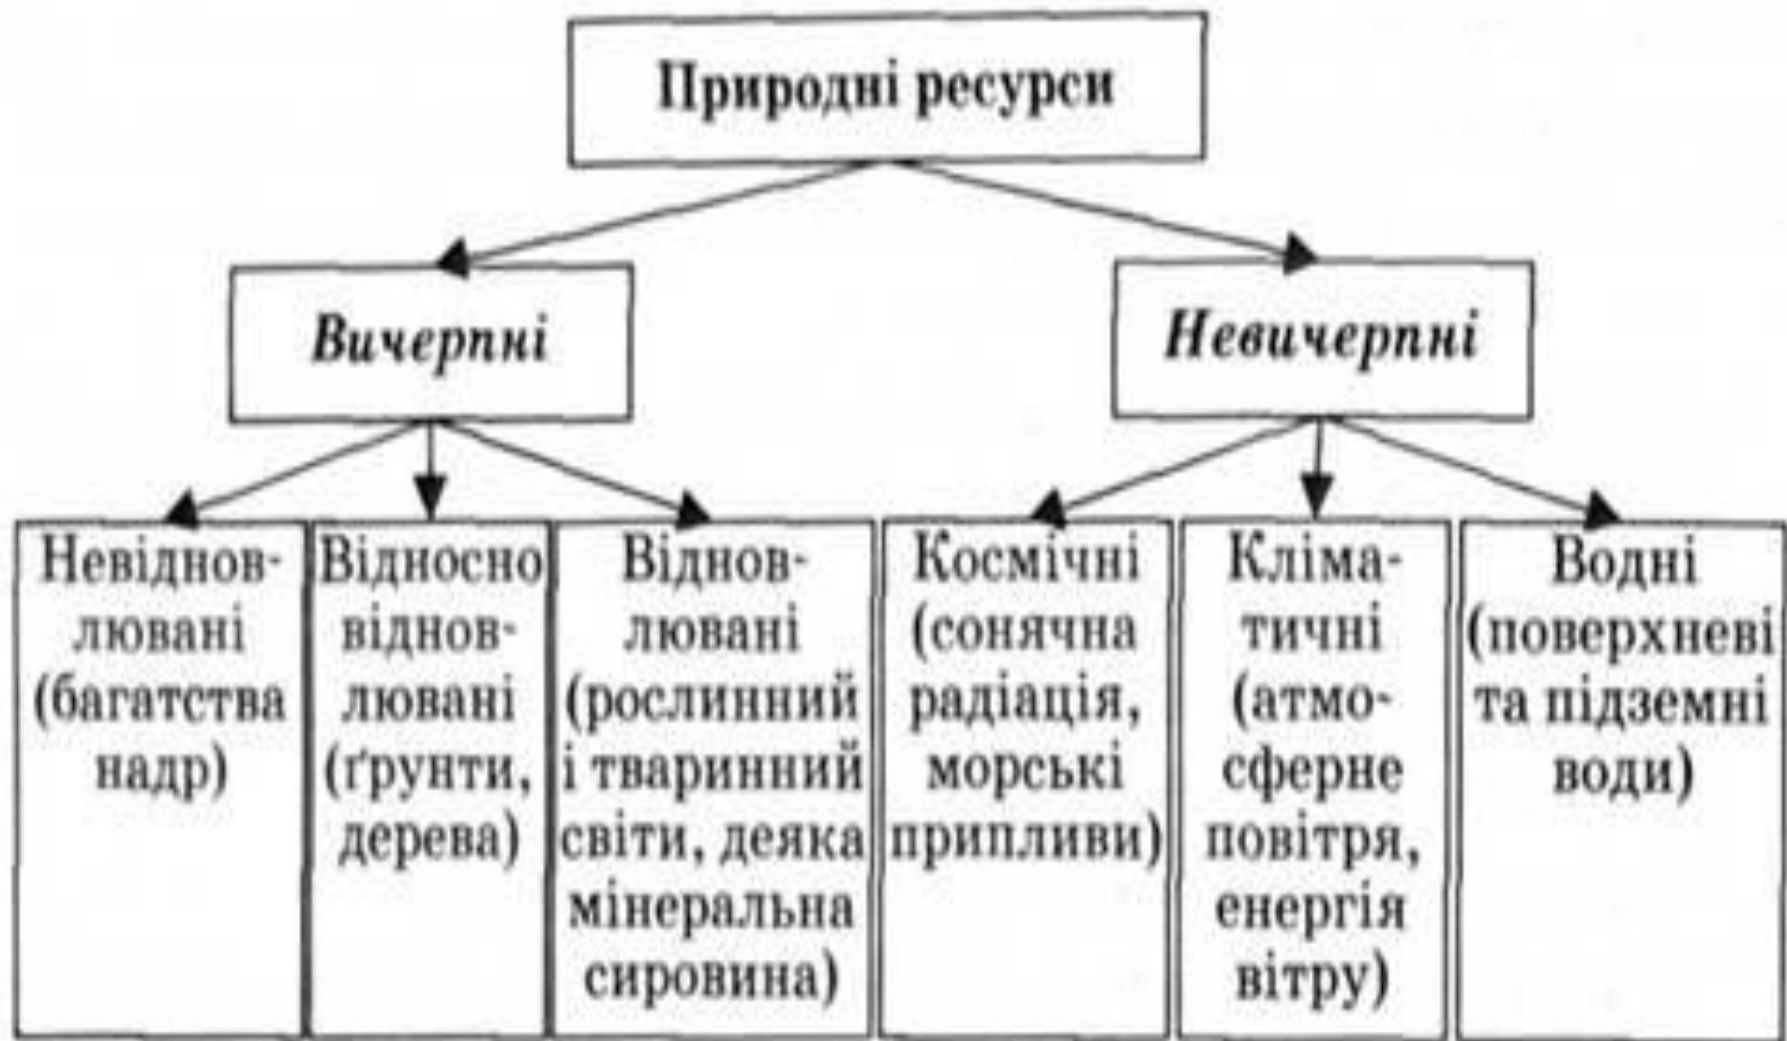 Природні ресурси
Вичерпні
Невичерпні
Невіднов-
лювані
(багатства
надр)
Відносно
віднов-
лювані
(ґрунти,
дерева)
Віднов-
лювані
(рослинний
і тваринний
світи, деяка
мінеральна
сировина)
Космічні
(сонячна
радіація,
морські
припливи)
Кліма-
тичні
(атмо-
сферне
повітря,
енергія
вітру)
Водні
(поверхневі
та підземні
води)